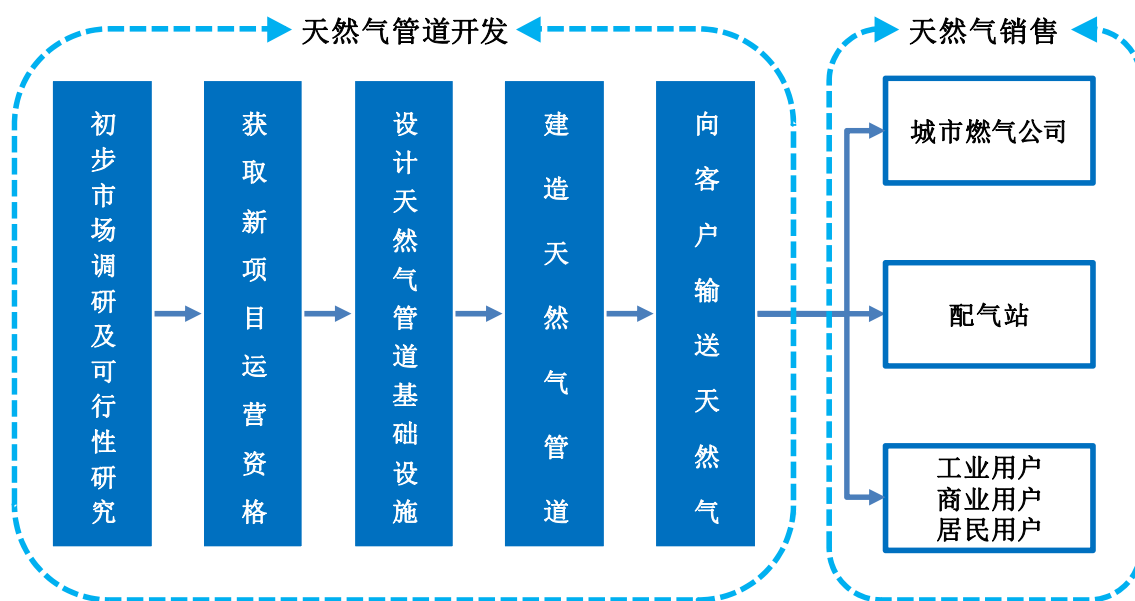 天然气管道开发
天然气销售
初步市场调研及可行性研究
获取新项目运营资格
设计天然气管道基础设施
建造天然气管道
向客户输送天然气
城市燃气公司
配气站
工业用户
商业用户
居民用户